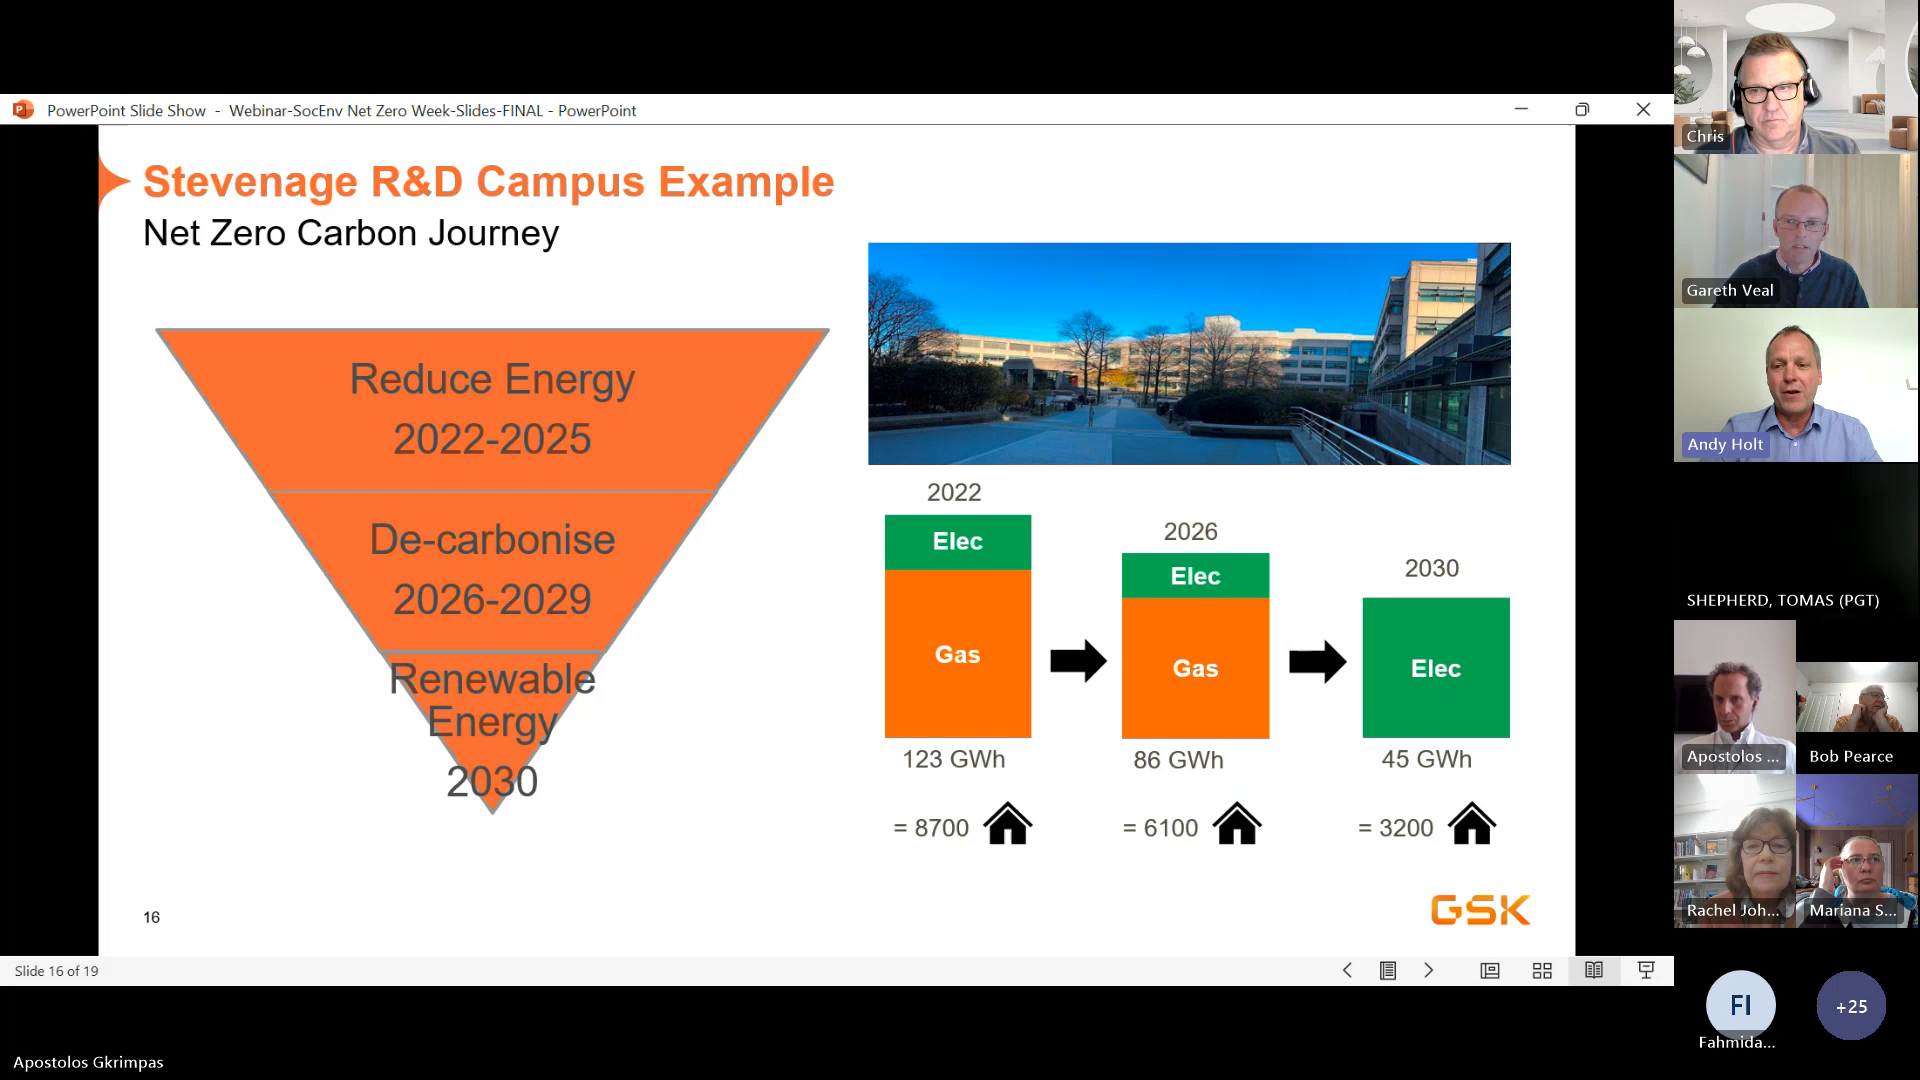 PowerPoint Slide Show - Webinar-SocEnv Net Zero Week-Slides-FINAL - PowerPoint
Stevenage R&D Campus Example
Net Zero Carbon Journey
Reduce Energy
2022-2025
De-carbonise
2026-2029
Renewable
Energy
2030
2022
Elec
Gas
123 GWh
= 8700
2026
Elec
Gas
86 GWh
= 6100
2030
Elec
45 GWh
= 3200
16
GSK
Slide 16 of 19
Apostolos Gkrimpas
Chris
Gareth Veal
Andy Holt
SHEPHERD, TOMAS (PGT)
Apostolos ...
Bob Pearce
Rachel Joh...
Mariana S...
FI
Fahmida...
+25